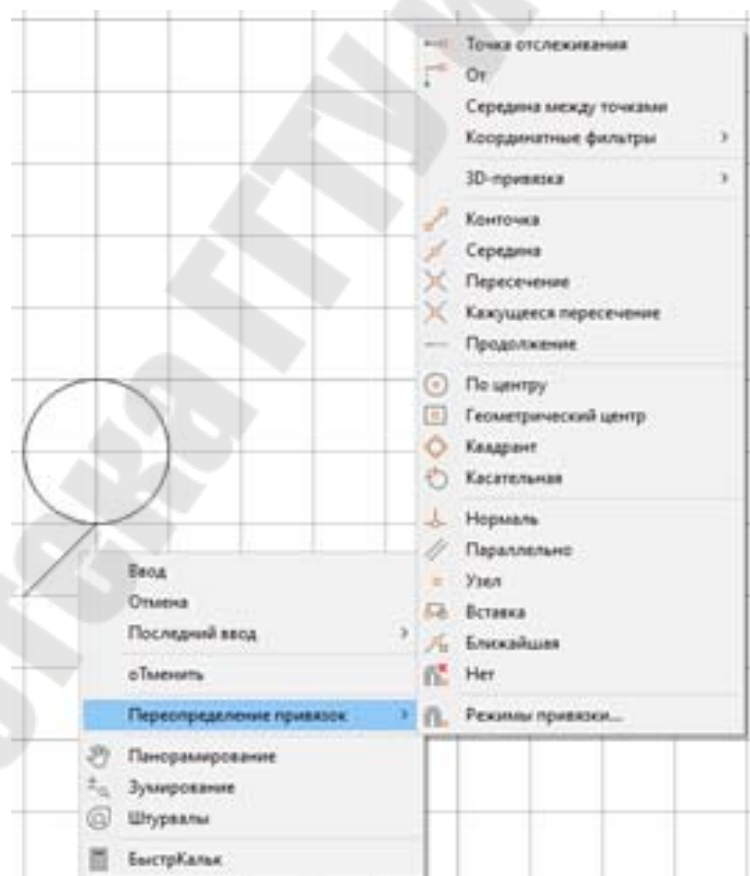 Точка отслеживания
От
Середина между точками
Координатные фильтры
3D-привязка
Конточка
Середина
Пересечение
Кажущееся пересечение
Продолжение
По центру
Геометрический центр
Квадрант
Касательная
Нормаль
Параллельно
Узел
Вставка
Ближайшая
Нет
Режимы привязки...
Ввод
Отмена
Последний ввод
оТменить
Переопределение привязок
Панорамирование
Зумирование
Штурвалы
БыстрКальк
ГГТУ